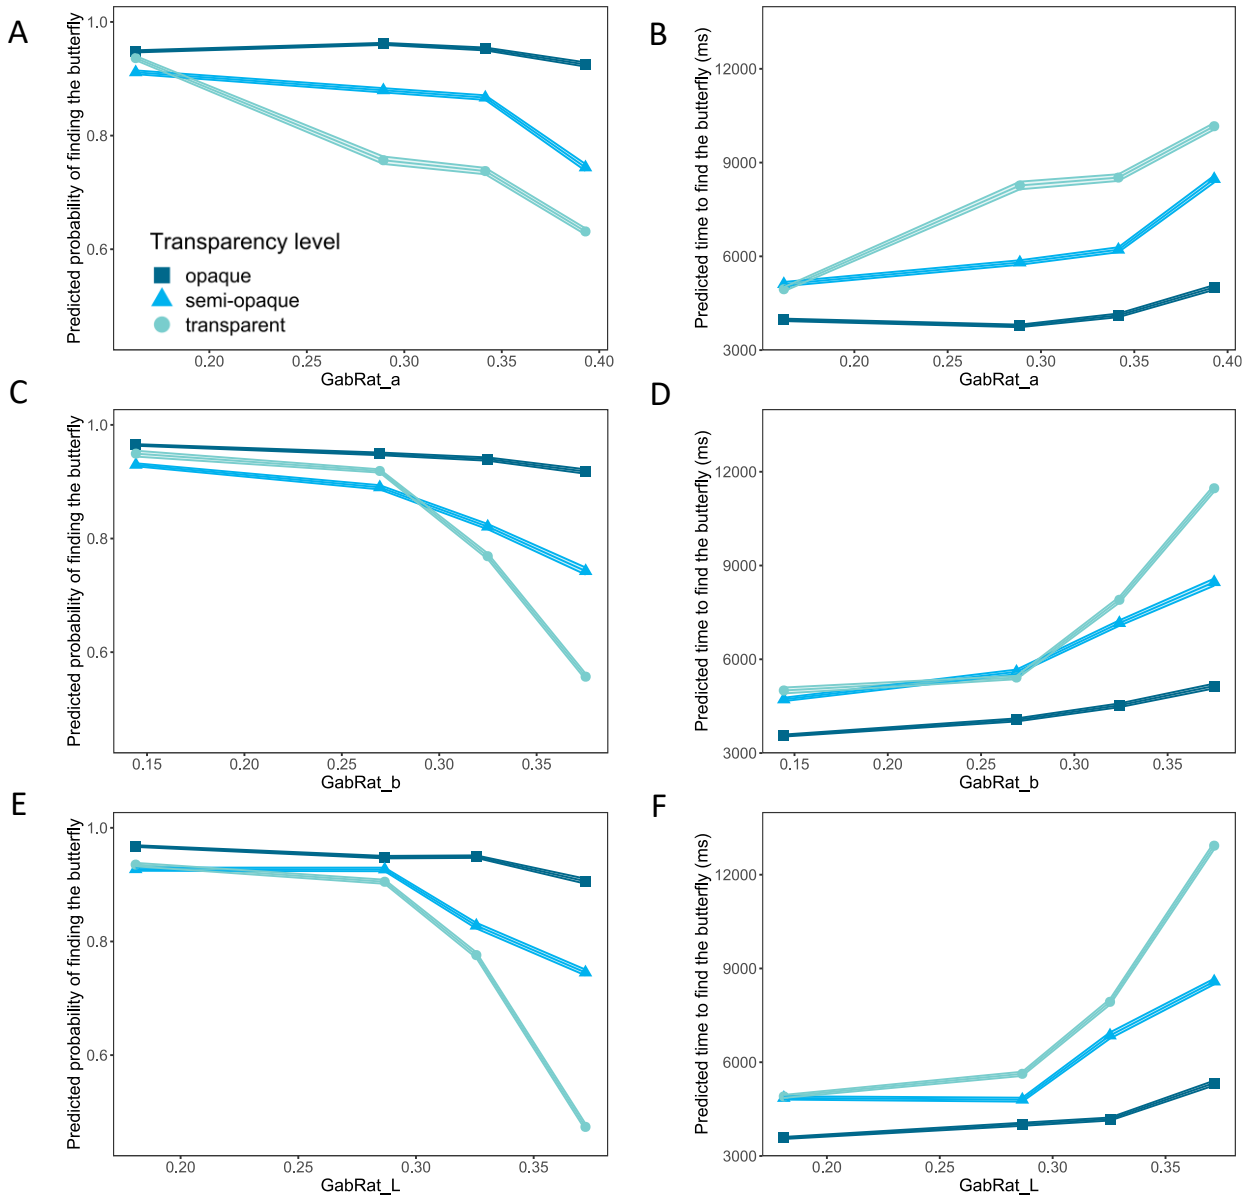 A
Predicted probability of finding the butterfly
1.0
0.8
0.6
Transparency level
opaque
semi-opaque
transparent
0.20 0.25 0.30 0.35 0.40
GabRat_a
B
Predicted time to find the butterfly (ms)
12000
9000
6000
3000
0.20 0.25 0.30 0.35 0.40
GabRat_a
C
Predicted probability of finding the butterfly
1.0
0.8
0.6
0.15 0.20 0.25 0.30 0.35
GabRat_b
D
Predicted time to find the butterfly (ms)
12000
9000
6000
3000
0.15 0.20 0.25 0.30 0.35
GabRat_b
E
Predicted probability of finding the butterfly
1.0
0.8
0.6
0.20 0.25 0.30 0.35
GabRat_L
F
Predicted time to find the butterfly (ms)
12000
9000
6000
3000
0.20 0.25 0.30 0.35
GabRat_L